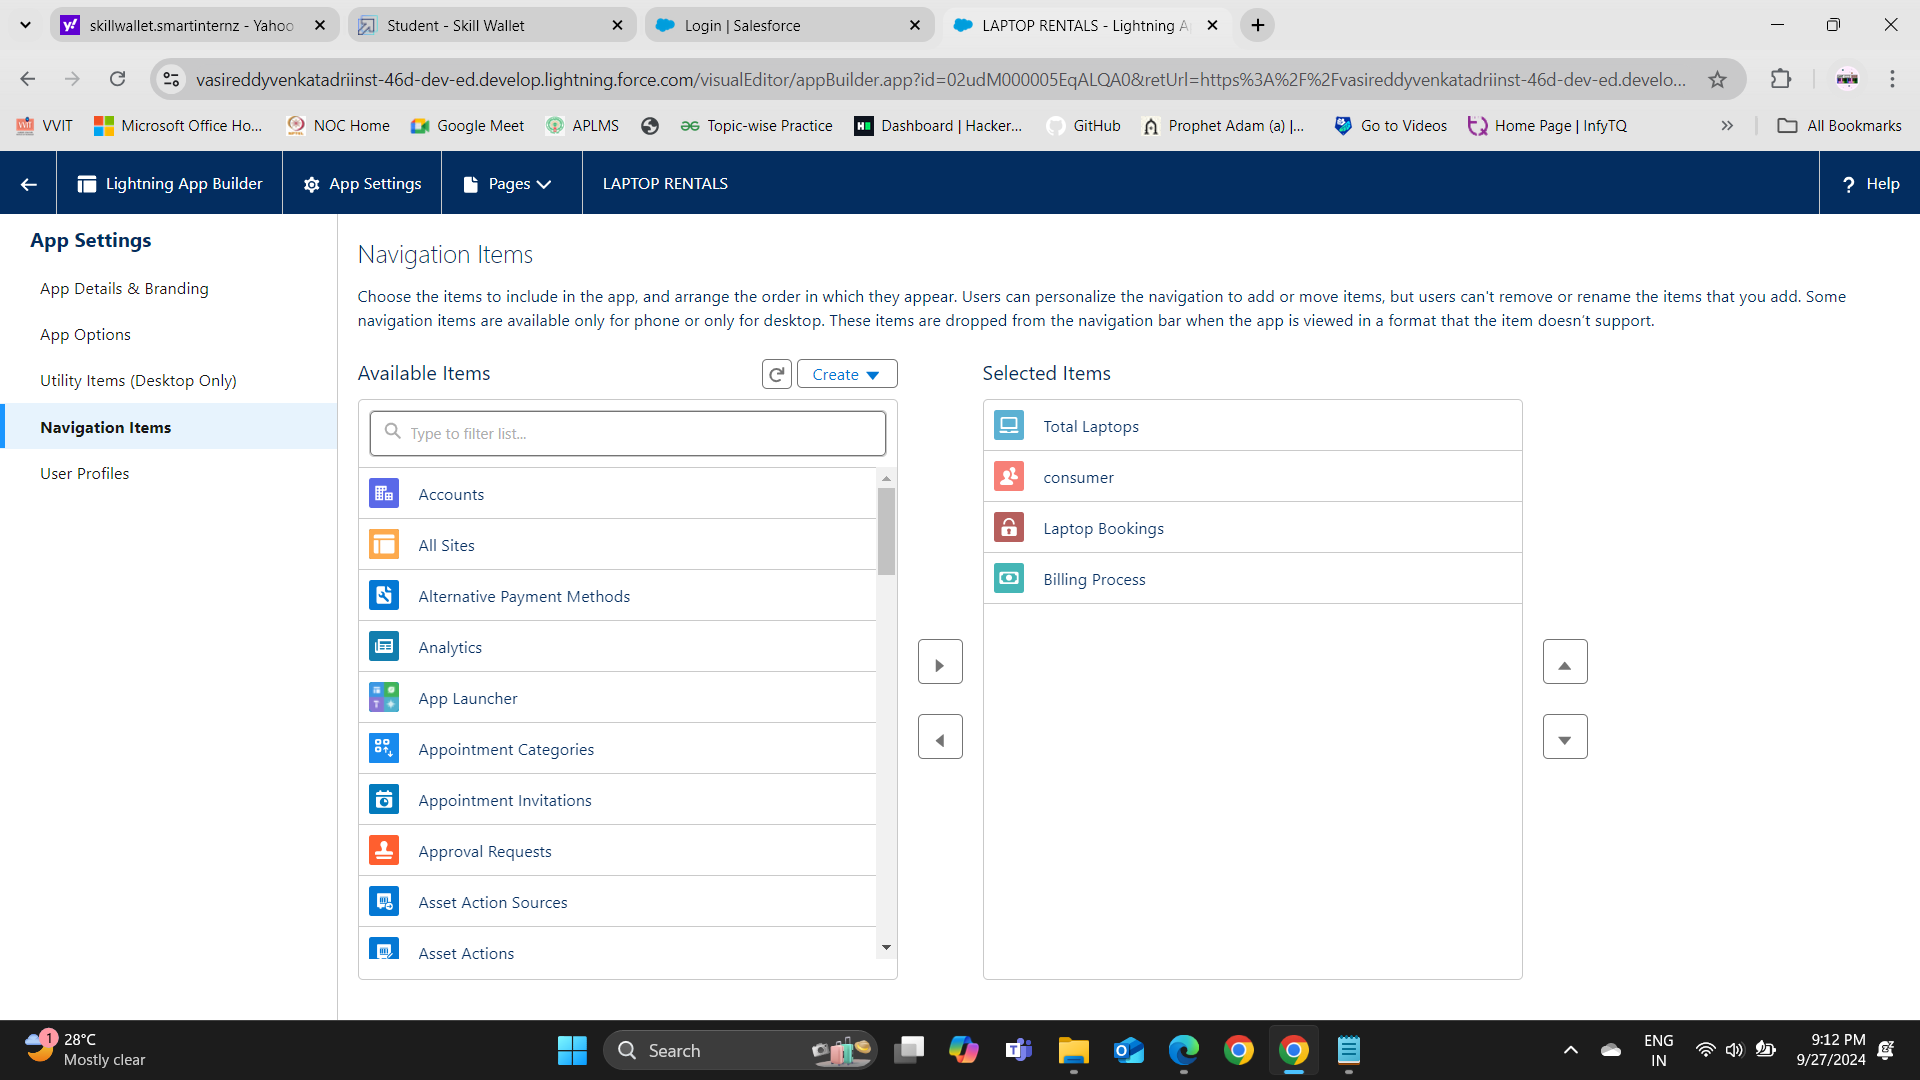 skillwallet.smartinternz - Yahoo
Student - Skill Wallet
Login | Salesforce
LAPTOP RENTALS - Lightning A
vasireddyvenkatadriinst-46d-dev-ed.develop.lightning.force.com/visualEditor/appBuilder.app?id=02udM000005EqALQA0&retUrl=https%3A%2F%2Fvasireddyvenkatadriinst-46d-dev-ed.develo...
VVIT
Microsoft Office Ho...
NOC Home
Google Meet
APLMS
Topic-wise Practice
Dashboard | Hacker...
GitHub
Prophet Adam (a) |...
Go to Videos
Home Page | InfyTQ
All Bookmarks
Lightning App Builder
App Settings
Pages
LAPTOP RENTALS
? Help
App Settings
App Details & Branding
App Options
Utility Items (Desktop Only)
Navigation Items
User Profiles
Navigation Items
Choose the items to include in the app, and arrange the order in which they appear. Users can personalize the navigation to add or move items, but users can't remove or rename the items that you add. Some
navigation items are available only for phone or only for desktop. These items are dropped from the navigation bar when the app is viewed in a format that the item doesn't support.
Available Items
Create
Type to filter list...
Accounts
All Sites
Alternative Payment Methods
Analytics
App Launcher
Appointment Categories
Appointment Invitations
Approval Requests
Asset Action Sources
Asset Actions
Selected Items
Total Laptops
consumer
Laptop Bookings
Billing Process
1
28°C
Mostly clear
Search
ENG
IN
9:12 PM
9/27/2024